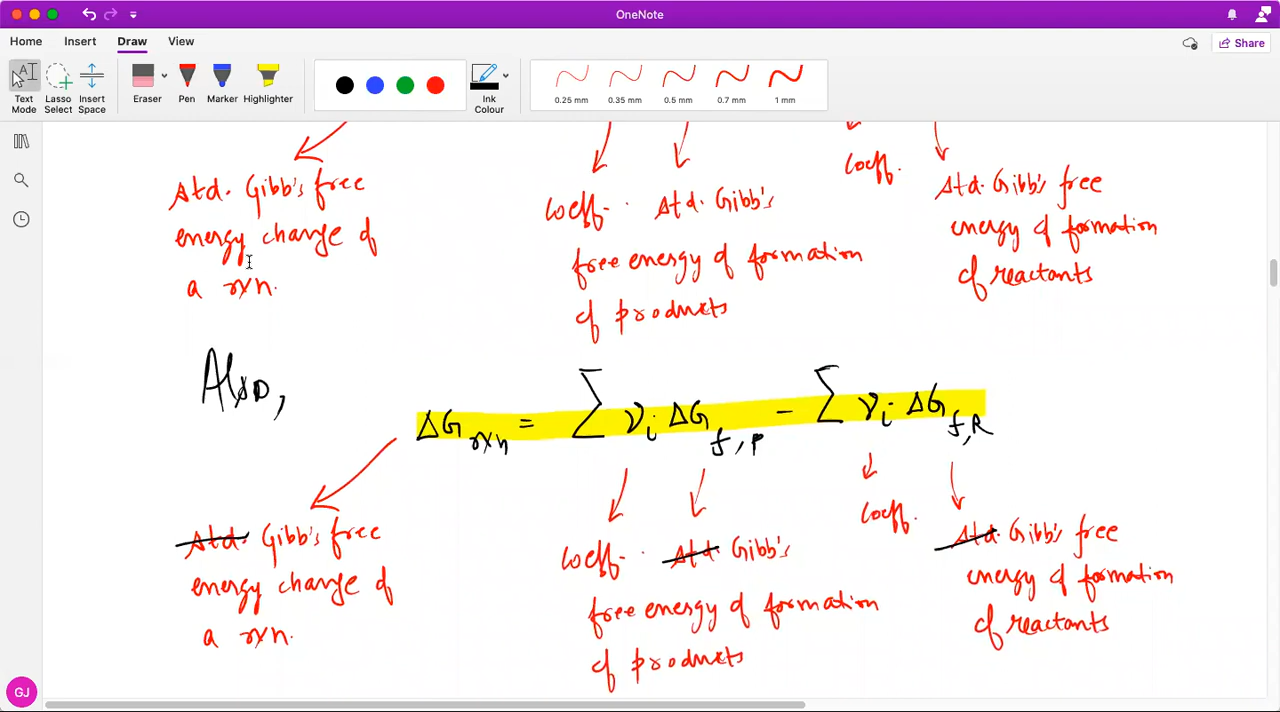 OneNote
Home Insert Draw View
Share
Text Mode
Lasso Select
Insert Space
Eraser
Pen
Marker
Highlighter
Ink Colour
0.25 mm 0.35 mm 0.5 mm 0.7 mm 1 mm
Std. Gibb's free
energy change of
a rxn.
Coeff. Std. Gibb's
free energy of formation
of products
Coeff.
Std. Gibb's free
energy of formation
of reactants
Also,
ΔG rxn = Σ νi ΔG f,P - Σ νi ΔG f,R
Std. Gibb's free
energy change of
a rxn.
Coeff. Std Gibb's
free energy of formation
of products
Coeff.
Std. Gibb's free
energy of formation
of reactants
GJ